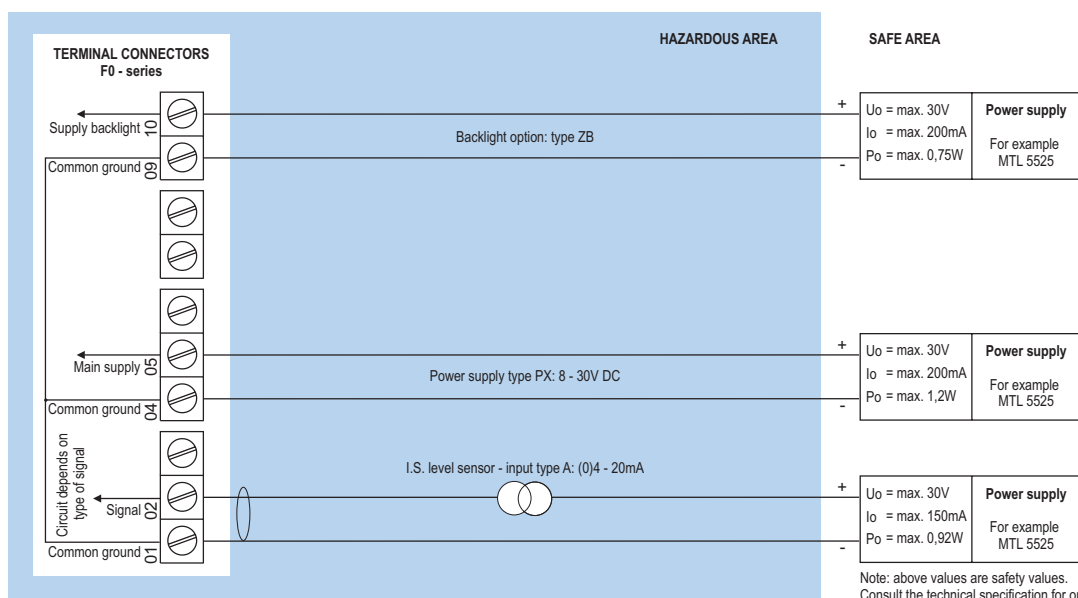 HAZARDOUS AREA
SAFE AREA
TERMINAL CONNECTORS
F0 - series
Supply backlight
10
Common ground
09
Backlight option: type ZB
+
-
Uo = max. 30V
Io = max. 200mA
Po = max. 0,75W
Power supply
For example
MTL 5525
Main supply
05
Common ground
04
Power supply type PX: 8 - 30V DC
+
-
Uo = max. 30V
Io = max. 200mA
Po = max. 1,2W
Power supply
For example
MTL 5525
Circuit depends on
type of signal
Signal
02
Common ground
01
I.S. level sensor - input type A: (0)4 - 20mA
+
-
Uo = max. 30V
Io = max. 150mA
Po = max. 0,92W
Power supply
For example
MTL 5525
Note: above values are safety values.
Consult the technical specification for